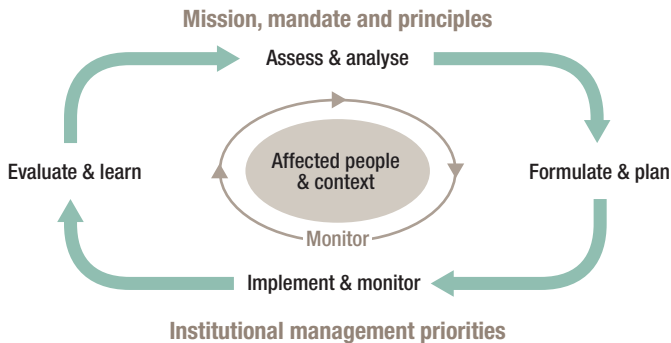 Mission, mandate and principles
Assess & analyse
Affected people
& context
Evaluate & learn
Formulate & plan
Monitor
Implement & monitor
Institutional management priorities